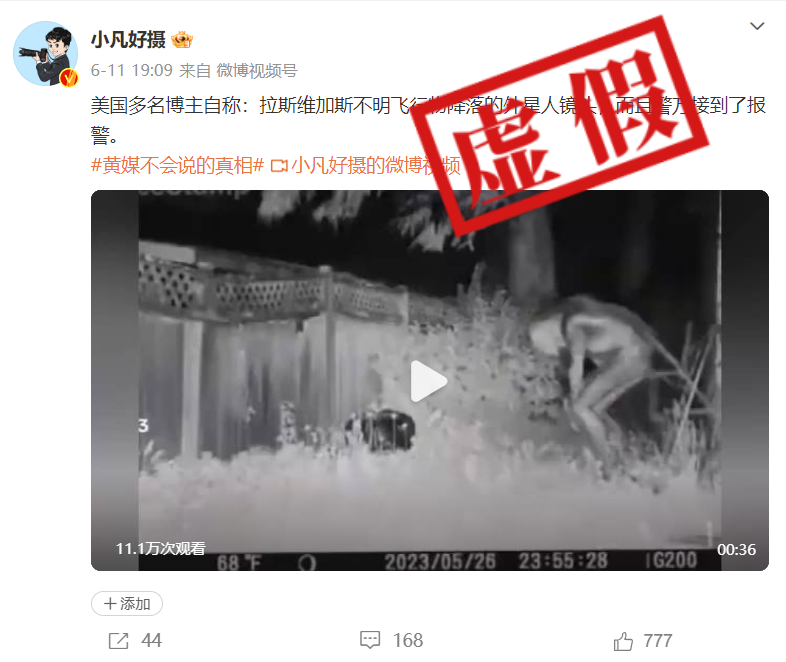 小凡好摄
6-11 19:09 来自 微博视频号
美国多名博主自称：拉斯维加斯不明飞行物降落的外星人镜头，而且警方接到了报
警。
#黄媒不会说的真相# 小凡好摄的微博视频
虚假
3
11.1万次观看
00:36
68°F 2023/05/26 23:55:28 IG200
+添加
44 168 777